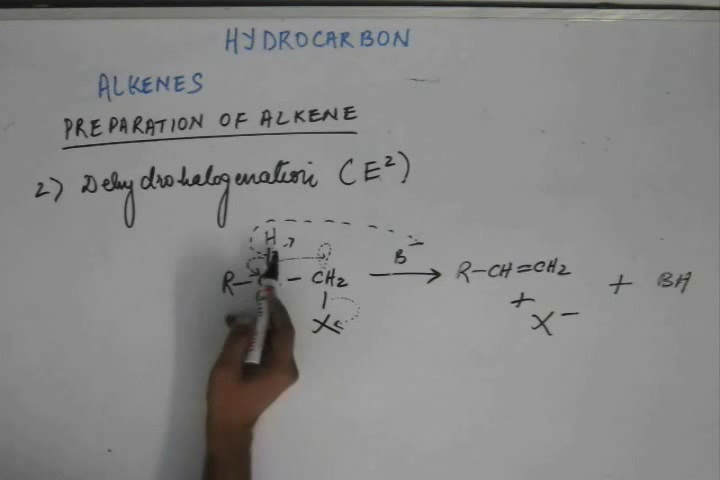 HYDROCARBON
ALKENES
PREPARATION OF ALKENE
2) Dehydrohalogenation (E²)
H
R – – CH₂ ⟶ B⁻ R–CH=CH₂ + BH
X + X⁻